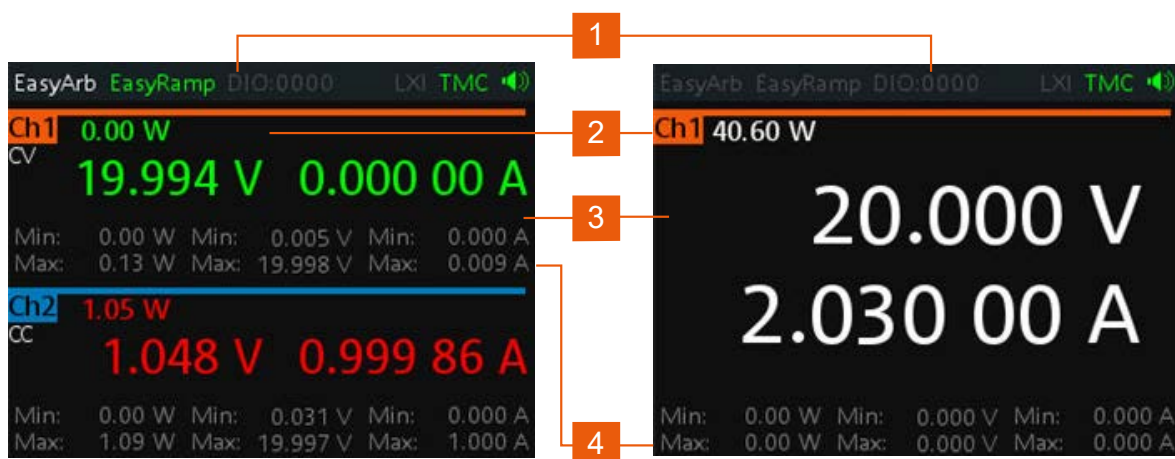 1
EasyArb EasyRamp DIO:0000 LXI TMC
Ch1 0.00 W
CV
19.994 V 0.000 00 A
Min: 0.00 W Min: 0.005 V Min: 0.000 A
Max: 0.13 W Max: 19.998 V Max: 0.009 A
Ch2 1.05 W
CC
1.048 V 0.999 86 A
Min: 0.00 W Min: 0.031 V Min: 0.000 A
Max: 1.09 W Max: 19.997 V Max: 1.000 A
2
3
4
EasyArb EasyRamp DIO:0000 LXI TMC
Ch1 40.60 W
20.000 V
2.030 00 A
Min: 0.00 W Min: 0.000 V Min: 0.000 A
Max: 0.00 W Max: 0.000 V Max: 0.000 A